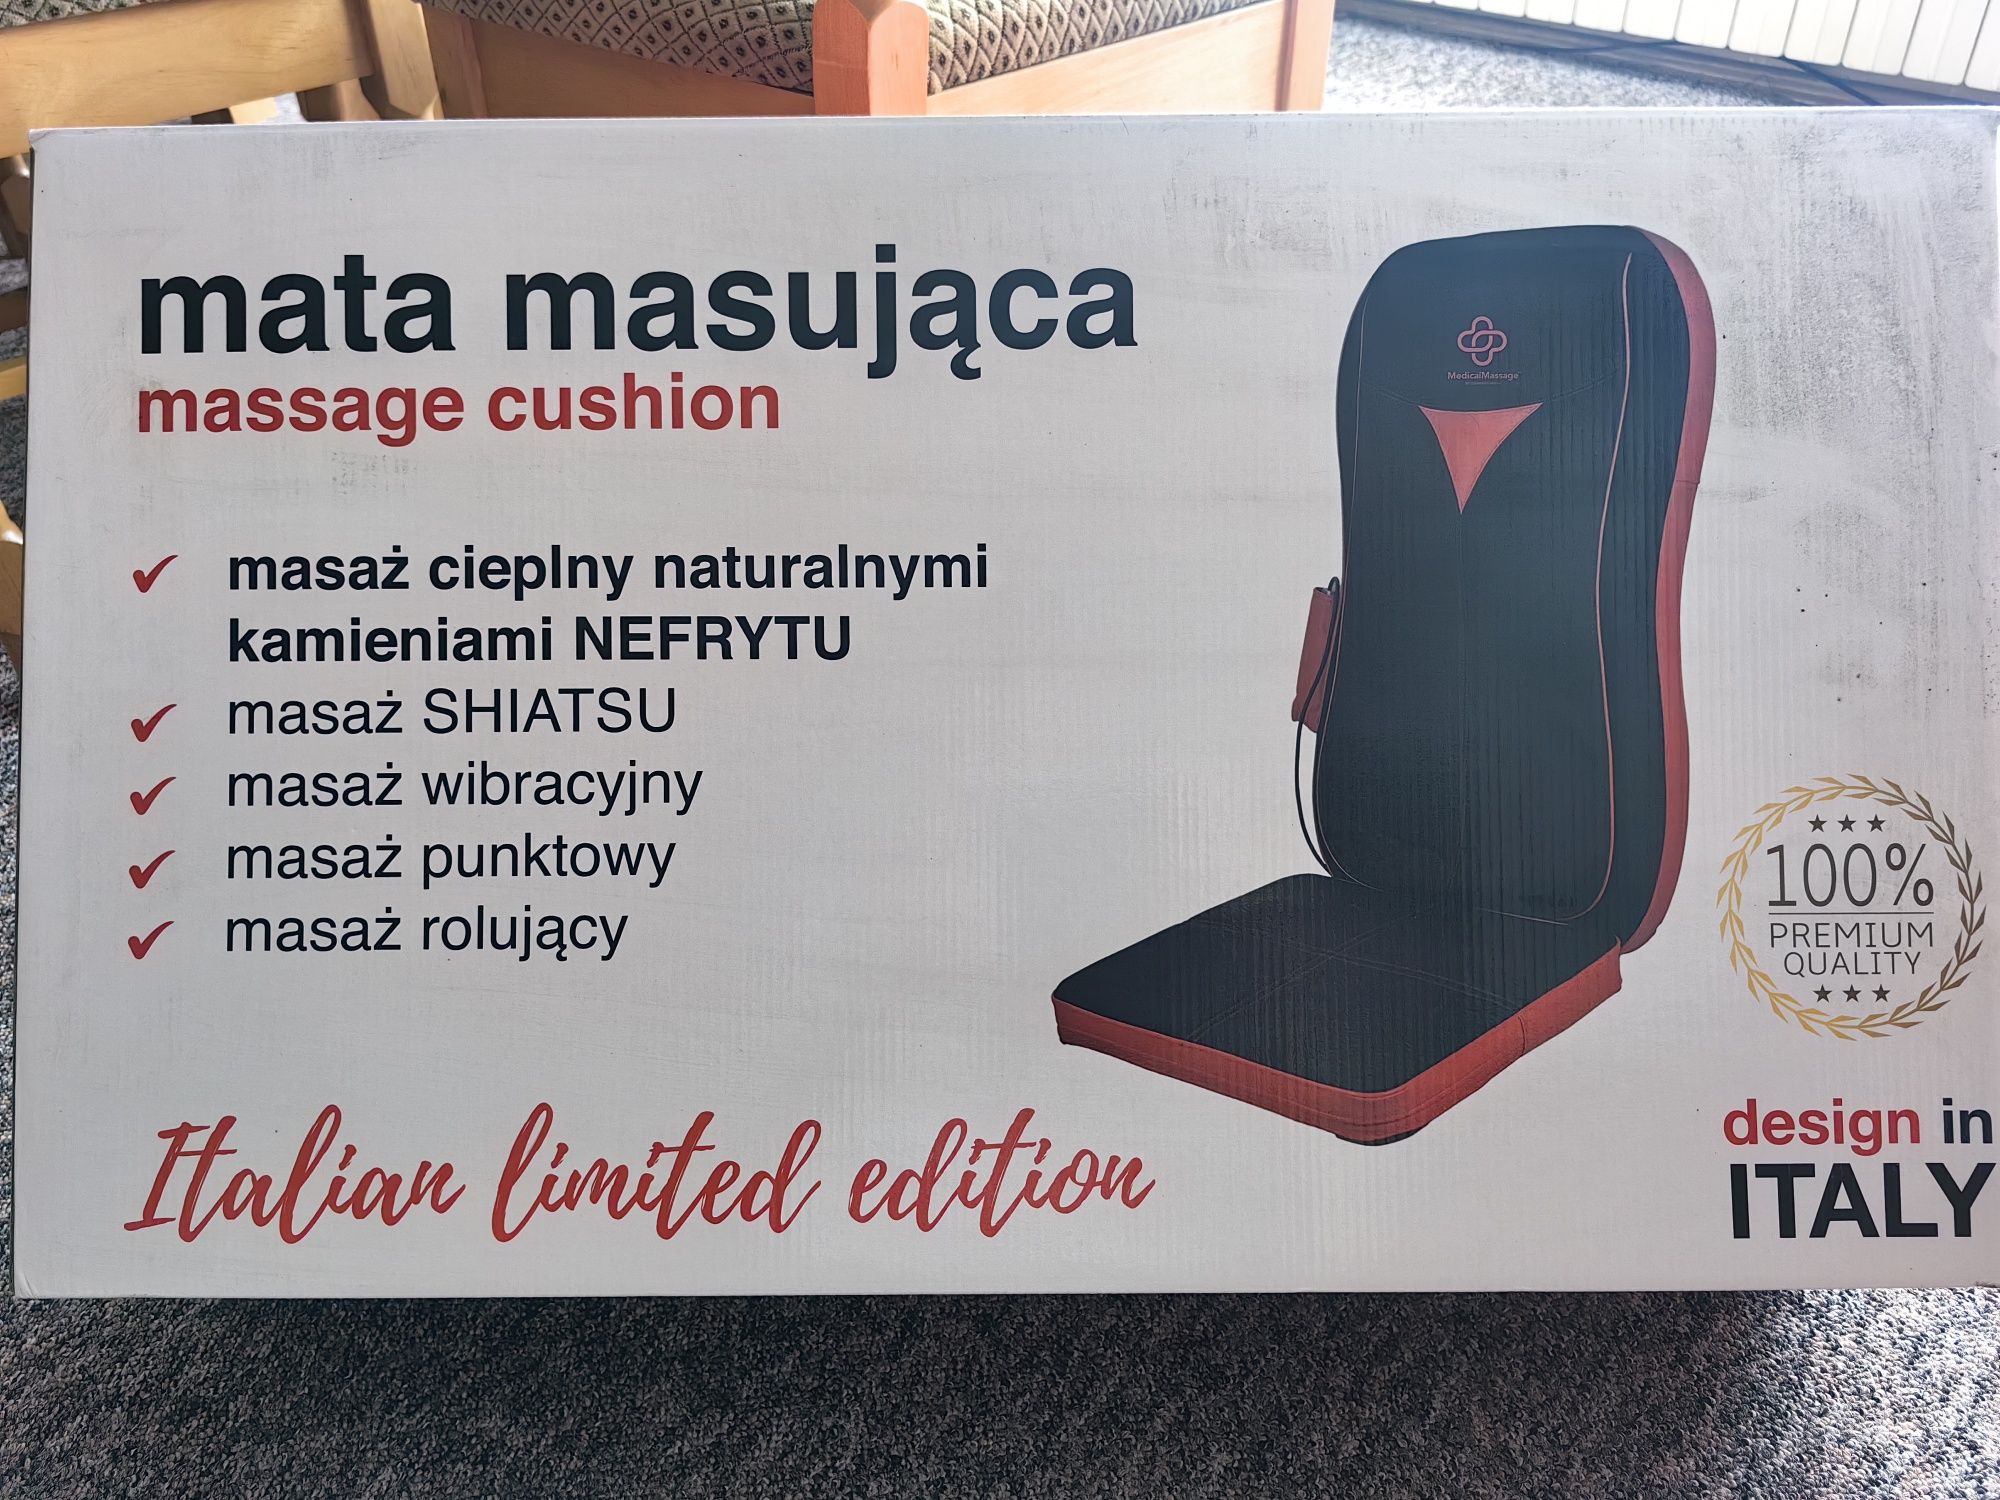 mata masująca
massage cushion
✓ masaż cieplny naturalnymi
kamieniami NEFRYTU
✓ masaż SHIATSU
✓ masaż wibracyjny
✓ masaż punktowy
✓ masaż rolujący
Italian limited edition
MedicalMassage
★★★
100%
PREMIUM
QUALITY
★★★
design in
ITALY